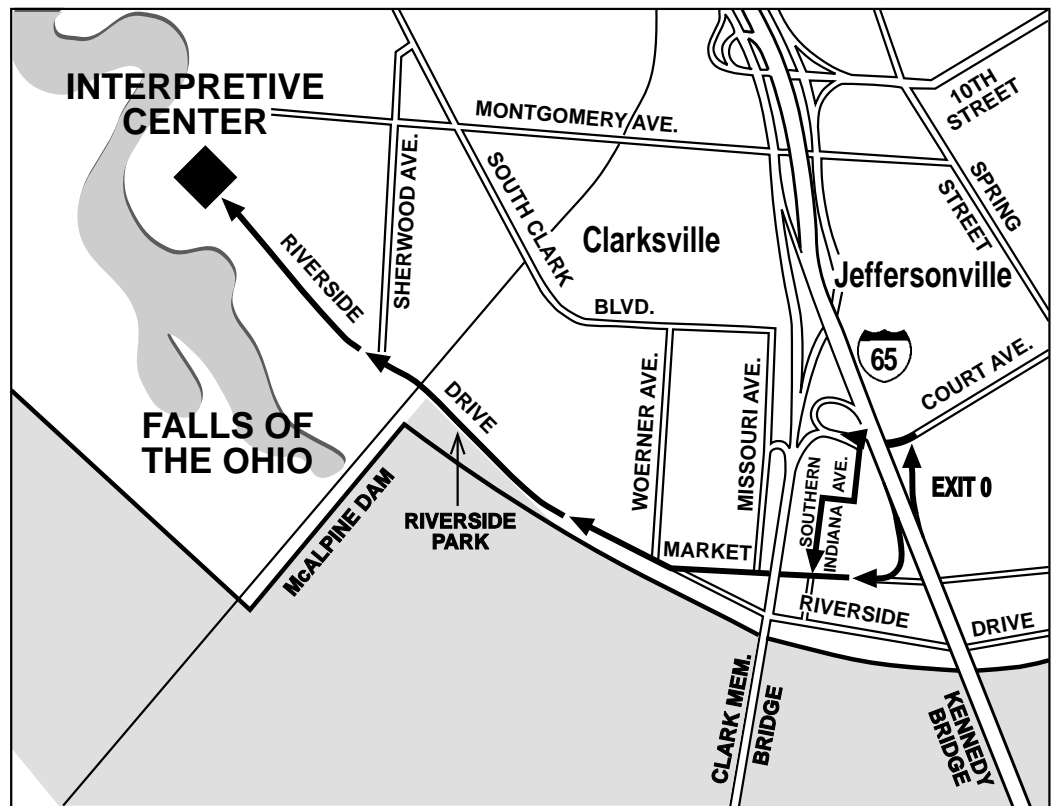 INTERPRETIVE
CENTER
MONTGOMERY AVE.
10TH
STREET
SPRING
STREET
SHERWOOD AVE.
SOUTH CLARK
BLVD.
Clarksville
Jeffersonville
65
COURT AVE.
RIVERSIDE
DRIVE
FALLS OF
THE OHIO
WOERNER AVE.
MISSOURI AVE.
SOUTHERN
INDIANA AVE.
EXIT 0
McALPINE DAM
RIVERSIDE
PARK
MARKET
RIVERSIDE
DRIVE
CLARK MEM.
BRIDGE
KENNEDY
BRIDGE